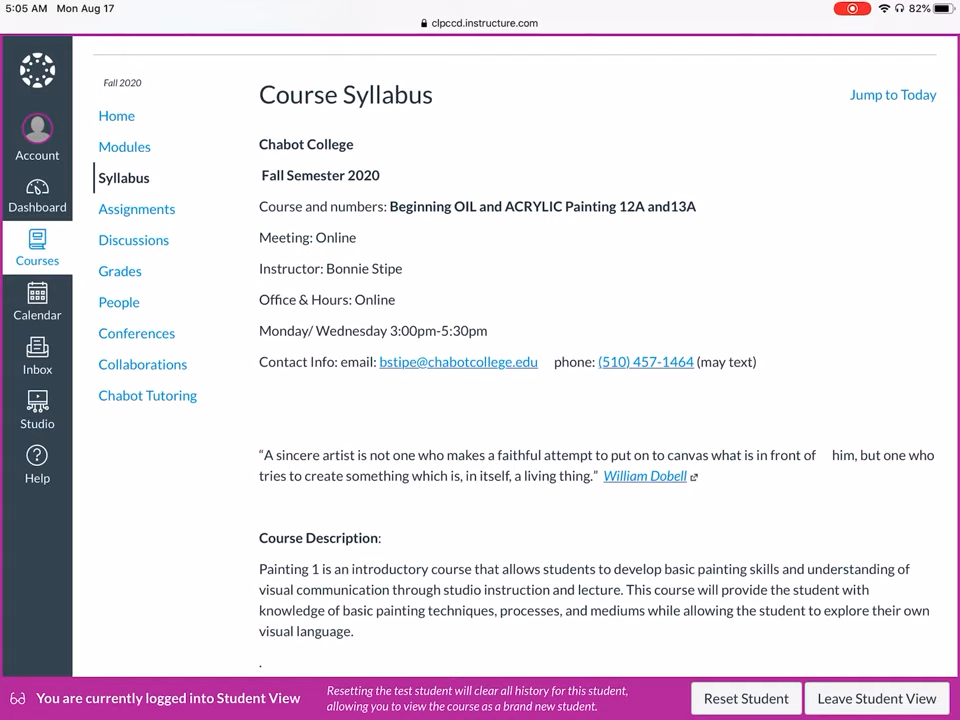 5:05 AM Mon Aug 17
82%
clpccd.instructure.com
Account
Dashboard
Courses
Calendar
Inbox
Studio
Help
Fall 2020
Home
Modules
Syllabus
Assignments
Discussions
Grades
People
Conferences
Collaborations
Chabot Tutoring
Course Syllabus
Jump to Today
Chabot College
Fall Semester 2020
Course and numbers: Beginning OIL and ACRYLIC Painting 12A and13A
Meeting: Online
Instructor: Bonnie Stipe
Office & Hours: Online
Monday/ Wednesday 3:00pm-5:30pm
Contact Info: email: bstipe@chabotcollege.edu phone: (510) 457-1464 (may text)
“A sincere artist is not one who makes a faithful attempt to put on to canvas what is in front of him, but one who
tries to create something which is, in itself, a living thing.” William Dobell
Course Description:
Painting 1 is an introductory course that allows students to develop basic painting skills and understanding of
visual communication through studio instruction and lecture. This course will provide the student with
knowledge of basic painting techniques, processes, and mediums while allowing the student to explore their own
visual language.
.
You are currently logged into Student View
Resetting the test student will clear all history for this student,
allowing you to view the course as a brand new student.
Reset Student
Leave Student View